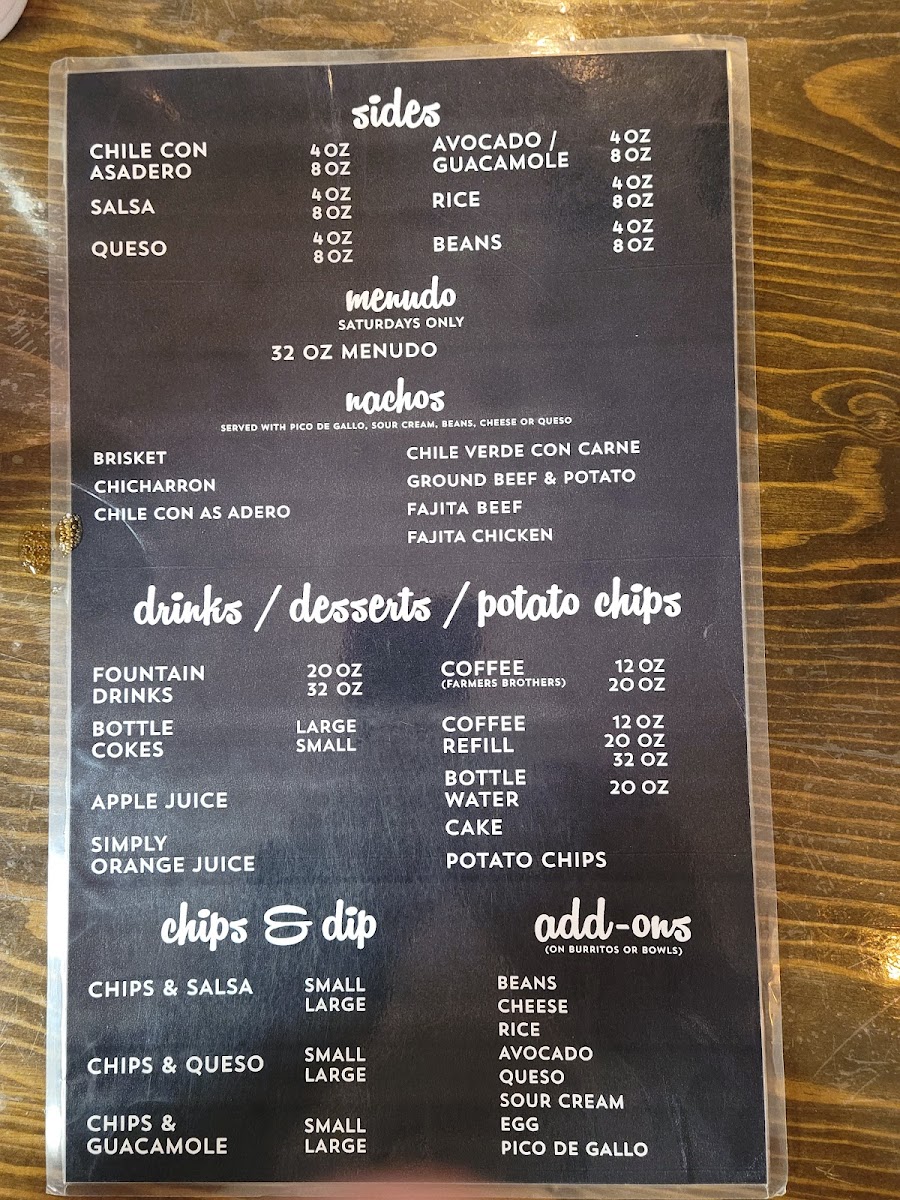 sides
CHILE CON
ASADERO
4 OZ
8 OZ
SALSA
4 OZ
8 OZ
QUESO
4 OZ
8 OZ
AVOCADO /
GUACAMOLE
4 OZ
8 OZ
RICE
4 OZ
8 OZ
BEANS
4 OZ
8 OZ
menudo
SATURDAYS ONLY
32 OZ MENUDO
nachos
SERVED WITH PICO DE GALLO, SOUR CREAM, BEANS, CHEESE OR QUESO
BRISKET
CHICHARRON
CHILE CON AS ADERO
CHILE VERDE CON CARNE
GROUND BEEF & POTATO
FAJITA BEEF
FAJITA CHICKEN
drinks / desserts / potato chips
FOUNTAIN
DRINKS
20 OZ
32 OZ
BOTTLE
COKES
LARGE
SMALL
APPLE JUICE
SIMPLY
ORANGE JUICE
COFFEE
(FARMERS BROTHERS)
12 OZ
20 OZ
COFFEE
REFILL
12 OZ
20 OZ
32 OZ
BOTTLE
WATER
20 OZ
CAKE
POTATO CHIPS
chips & dip
CHIPS & SALSA
SMALL
LARGE
CHIPS & QUESO
SMALL
LARGE
CHIPS &
GUACAMOLE
SMALL
LARGE
add-ons
(ON BURRITOS OR BOWLS)
BEANS
CHEESE
RICE
AVOCADO
QUESO
SOUR CREAM
EGG
PICO DE GALLO